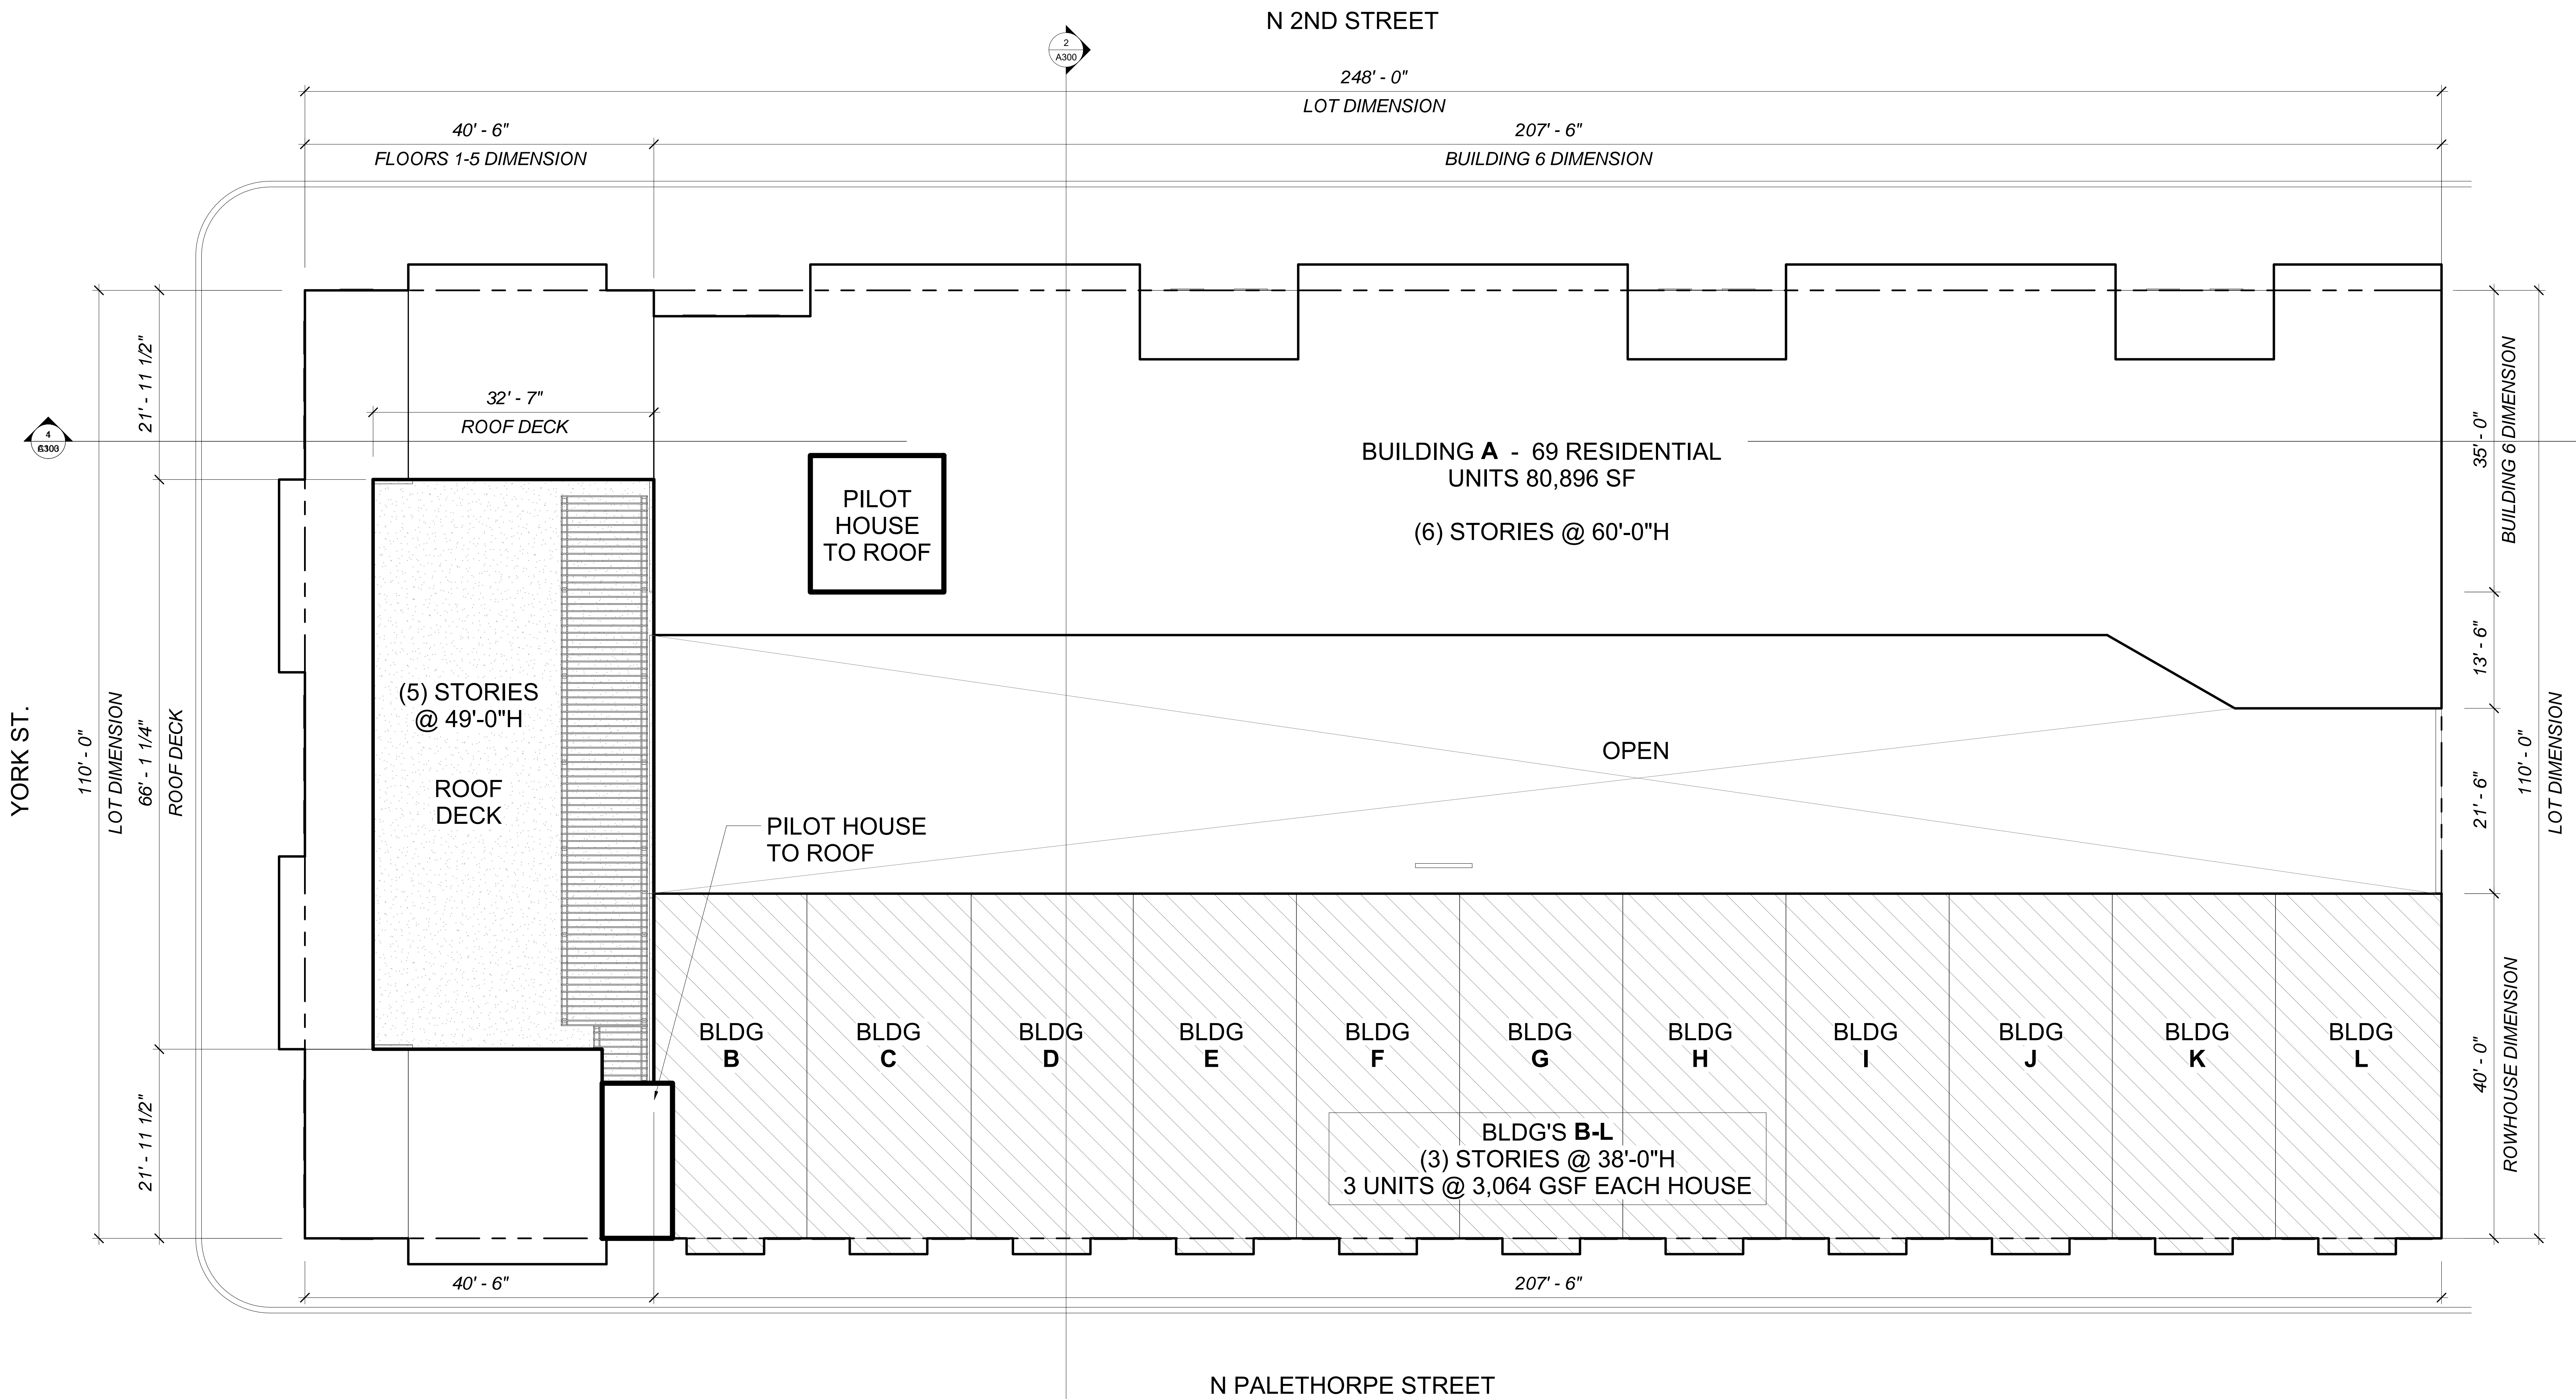 N 2ND STREET
2
A300
248' - 0"
LOT DIMENSION
40' - 6"
FLOORS 1-5 DIMENSION
207' - 6"
BUILDING 6 DIMENSION
21' - 11 1/2"
32' - 7"
ROOF DECK
4
BUILDING A - 69 RESIDENTIAL
UNITS 80,896 SF
(6) STORIES @ 60'-0"H
PILOT
HOUSE
TO ROOF
35' - 0"
BUILDING 6 DIMENSION
13' - 6"
YORK ST.
110' - 0"
LOT DIMENSION
66' - 1 1/4"
ROOF DECK
(5) STORIES
@ 49'-0"H
ROOF
DECK
OPEN
PILOT HOUSE
TO ROOF
21' - 6"
110' - 0"
LOT DIMENSION
21' - 11 1/2"
BLDG
B
BLDG
C
BLDG
D
BLDG
E
BLDG
F
BLDG
G
BLDG
H
BLDG
I
BLDG
J
BLDG
K
BLDG
L
BLDG'S B-L
(3) STORIES @ 38'-0"H
3 UNITS @ 3,064 GSF EACH HOUSE
40' - 0"
ROWHOUSE DIMENSION
40' - 6"
207' - 6"
N PALETHORPE STREET